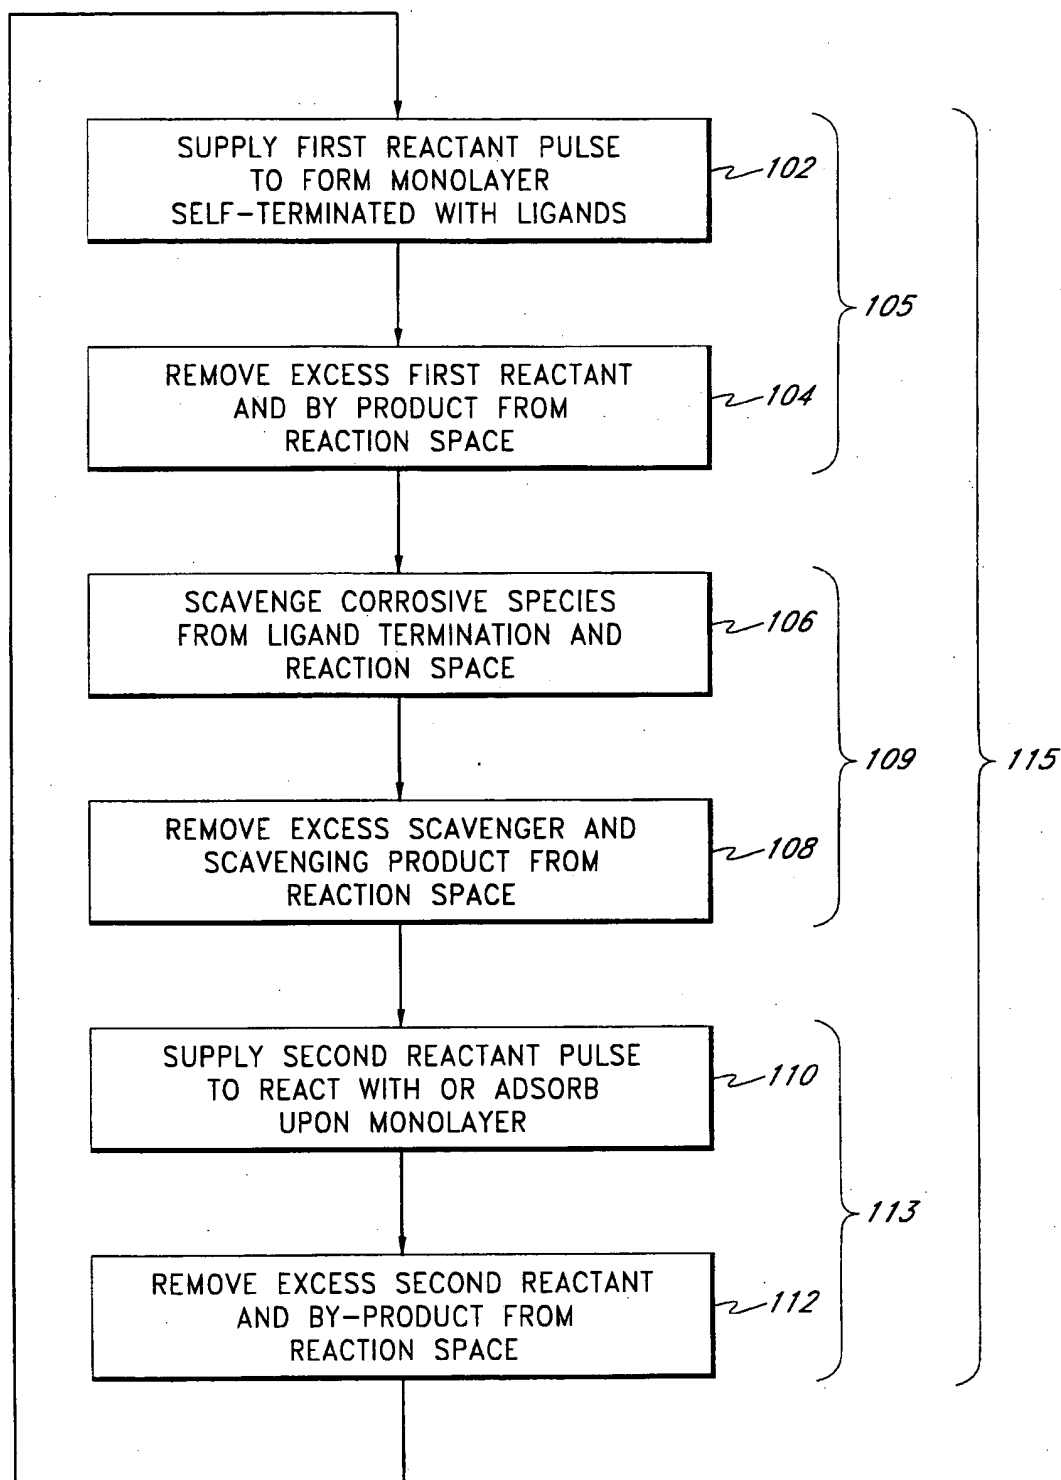 SUPPLY FIRST REACTANT PULSE
TO FORM MONOLAYER
SELF-TERMINATED WITH LIGANDS
102
105
REMOVE EXCESS FIRST REACTANT
AND BY PRODUCT FROM
REACTION SPACE
104
SCAVENGE CORROSIVE SPECIES
FROM LIGAND TERMINATION AND
REACTION SPACE
106
109
115
REMOVE EXCESS SCAVENGER AND
SCAVENGING PRODUCT FROM
REACTION SPACE
108
SUPPLY SECOND REACTANT PULSE
TO REACT WITH OR ADSORB
UPON MONOLAYER
110
113
REMOVE EXCESS SECOND REACTANT
AND BY-PRODUCT FROM
REACTION SPACE
112